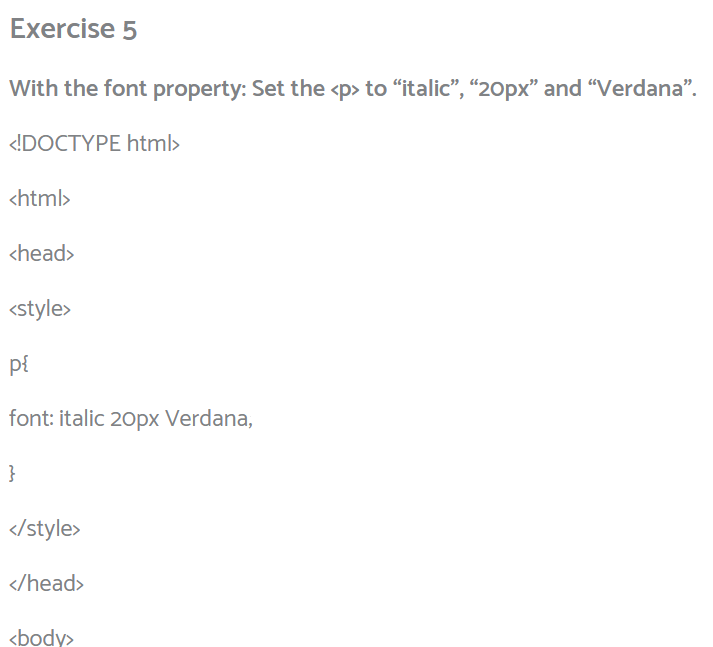 Exercise 5
With the font property: Set the <p> to “italic”, “20px” and “Verdana”.
<!DOCTYPE html>
<html>
<head>
<style>
p{
font: italic 20px Verdana,
}
</style>
</head>
<body>